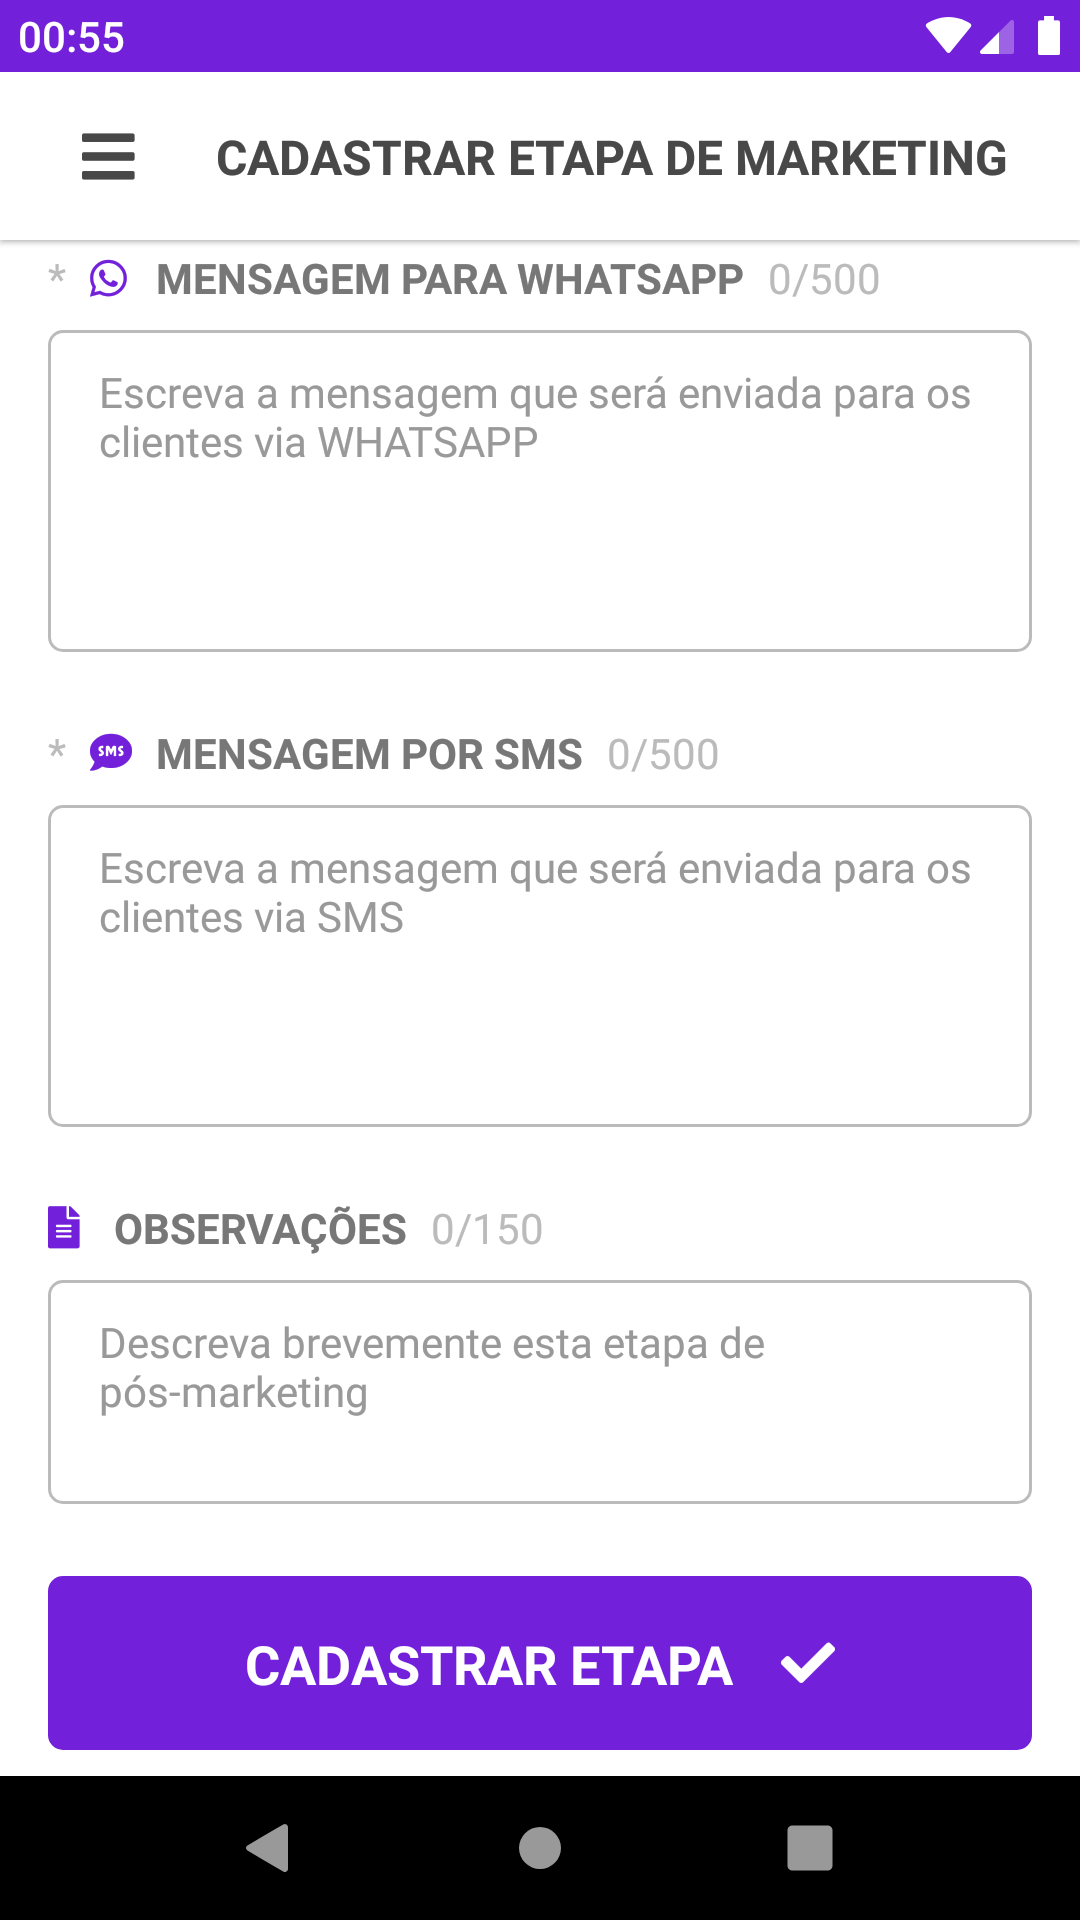 00:55
CADASTRAR ETAPA DE MARKETING
* MENSAGEM PARA WHATSAPP 0/500
Escreva a mensagem que será enviada para os
clientes via WHATSAPP
* SMS MENSAGEM POR SMS 0/500
Escreva a mensagem que será enviada para os
clientes via SMS
OBSERVAÇÕES 0/150
Descreva brevemente esta etapa de
pós-marketing
CADASTRAR ETAPA